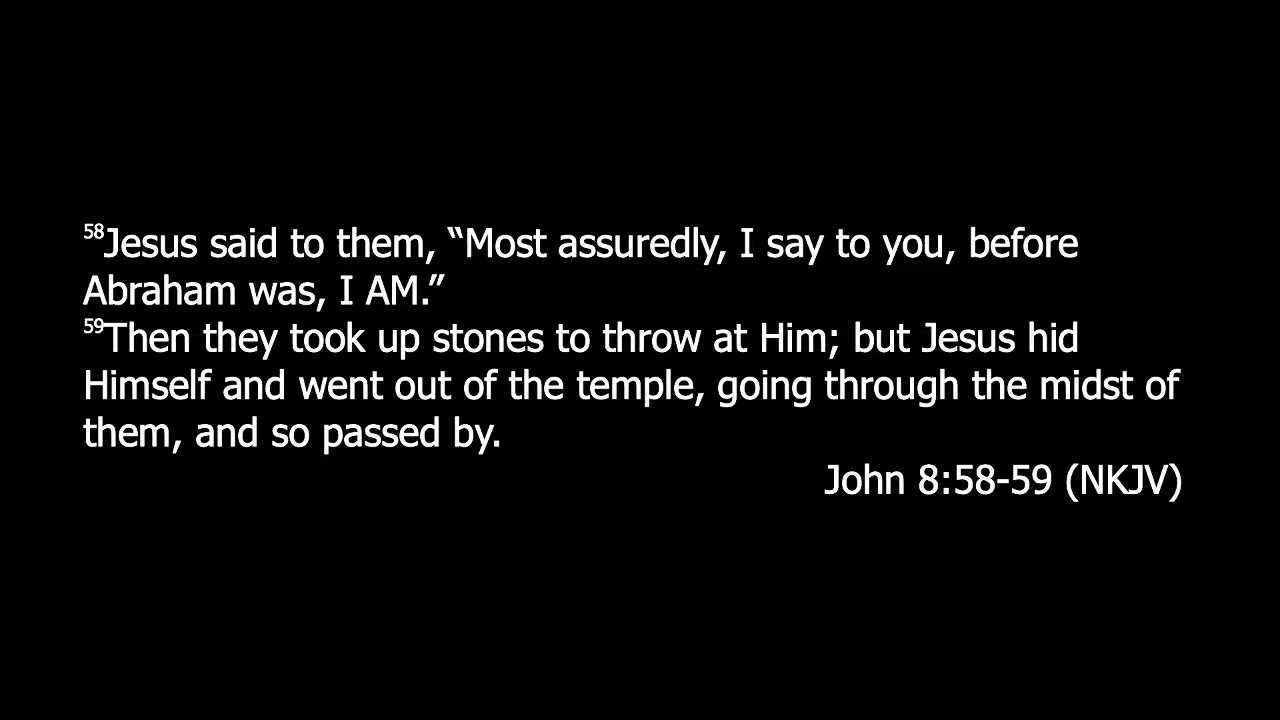 58Jesus said to them, “Most assuredly, I say to you, before
Abraham was, I AM.”
59Then they took up stones to throw at Him; but Jesus hid
Himself and went out of the temple, going through the midst of
them, and so passed by.
John 8:58-59 (NKJV)